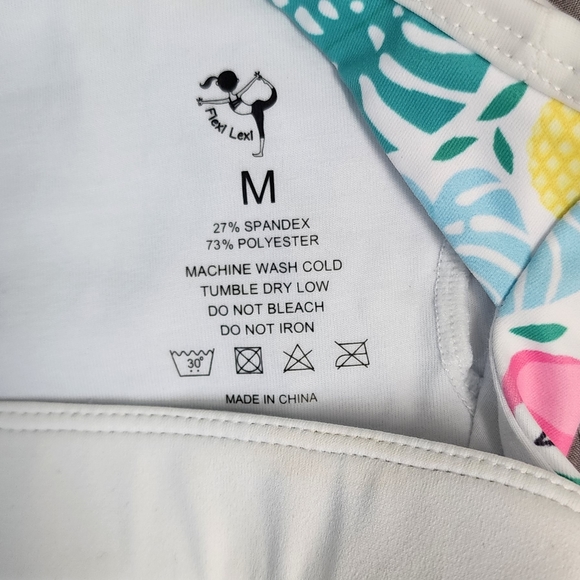 Flexi Lexi
M
27% SPANDEX
73% POLYESTER
MACHINE WASH COLD
TUMBLE DRY LOW
DO NOT BLEACH
DO NOT IRON
30°
MADE IN CHINA